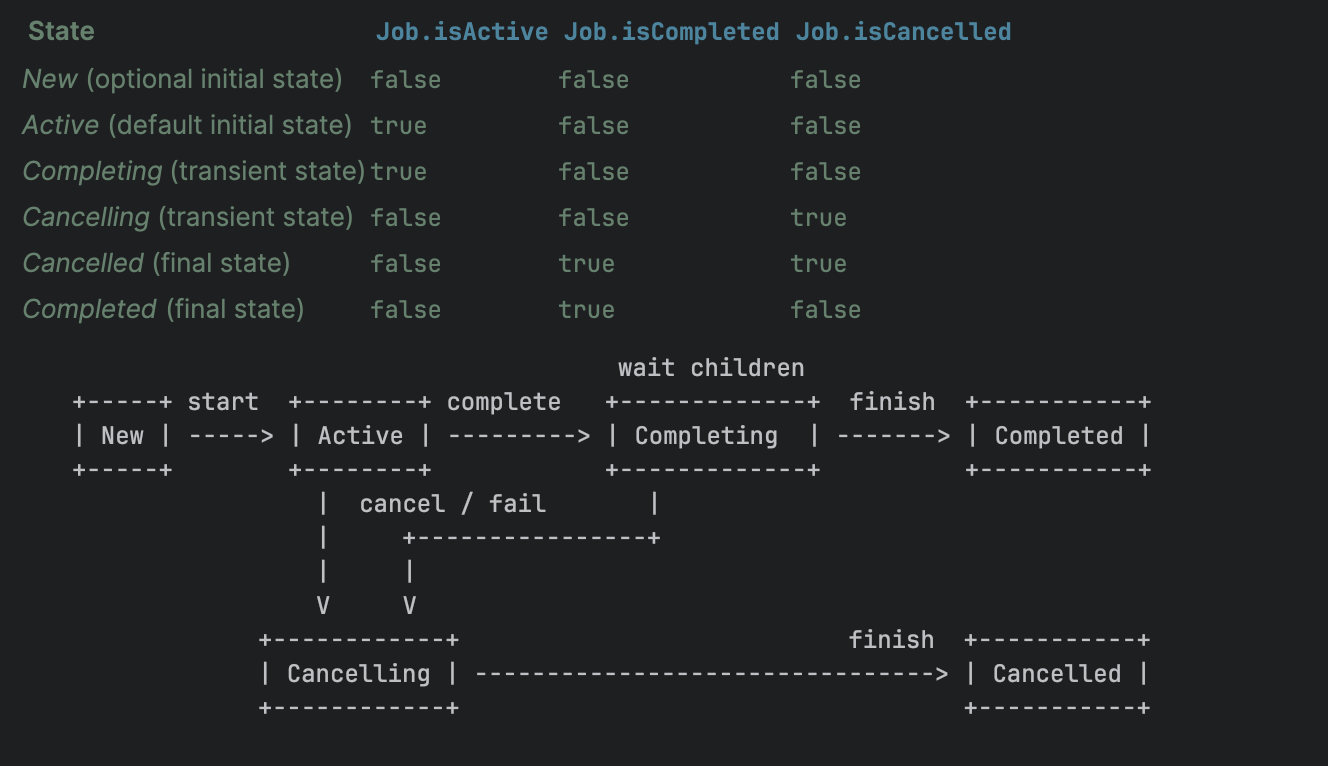 State Job.isActive Job.isCompleted Job.isCancelled
New (optional initial state) false false false
Active (default initial state) true false false
Completing (transient state) true false false
Cancelling (transient state) false false true
Cancelled (final state) false true true
Completed (final state) false true false
                                      wait children
+-----+ start  +--------+ complete   +-------------+  finish  +-----------+
| New | -----> | Active | ---------> | Completing  | -------> | Completed |
+-----+        +--------+            +-------------+          +-----------+
                 |  cancel / fail       |
                 |     +----------------+
                 |     |
                 V     V
             +------------+                           finish  +-----------+
             | Cancelling | --------------------------------> | Cancelled |
             +------------+                                   +-----------+